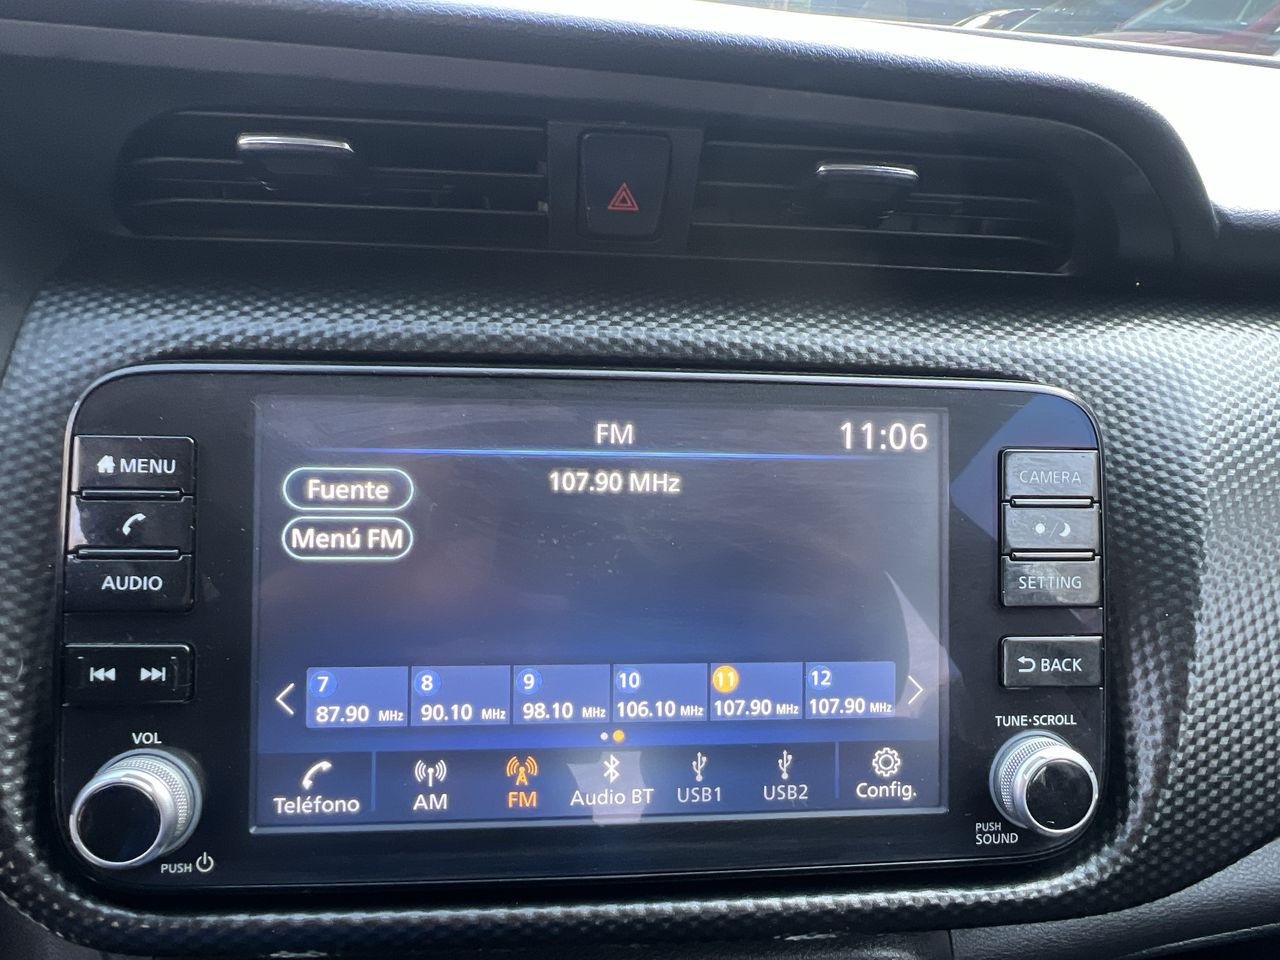 FM
11:06
107.90 MHz
Fuente
Menú FM
MENU
AUDIO
VOL
PUSH
CAMERA
SETTING
BACK
TUNE·SCROLL
PUSH
SOUND
7
87.90 MHz
8
90.10 MHz
9
98.10 MHz
10
106.10 MHz
11
107.90 MHz
12
107.90 MHz
Teléfono
AM
FM
Audio BT
USB1
USB2
Config.